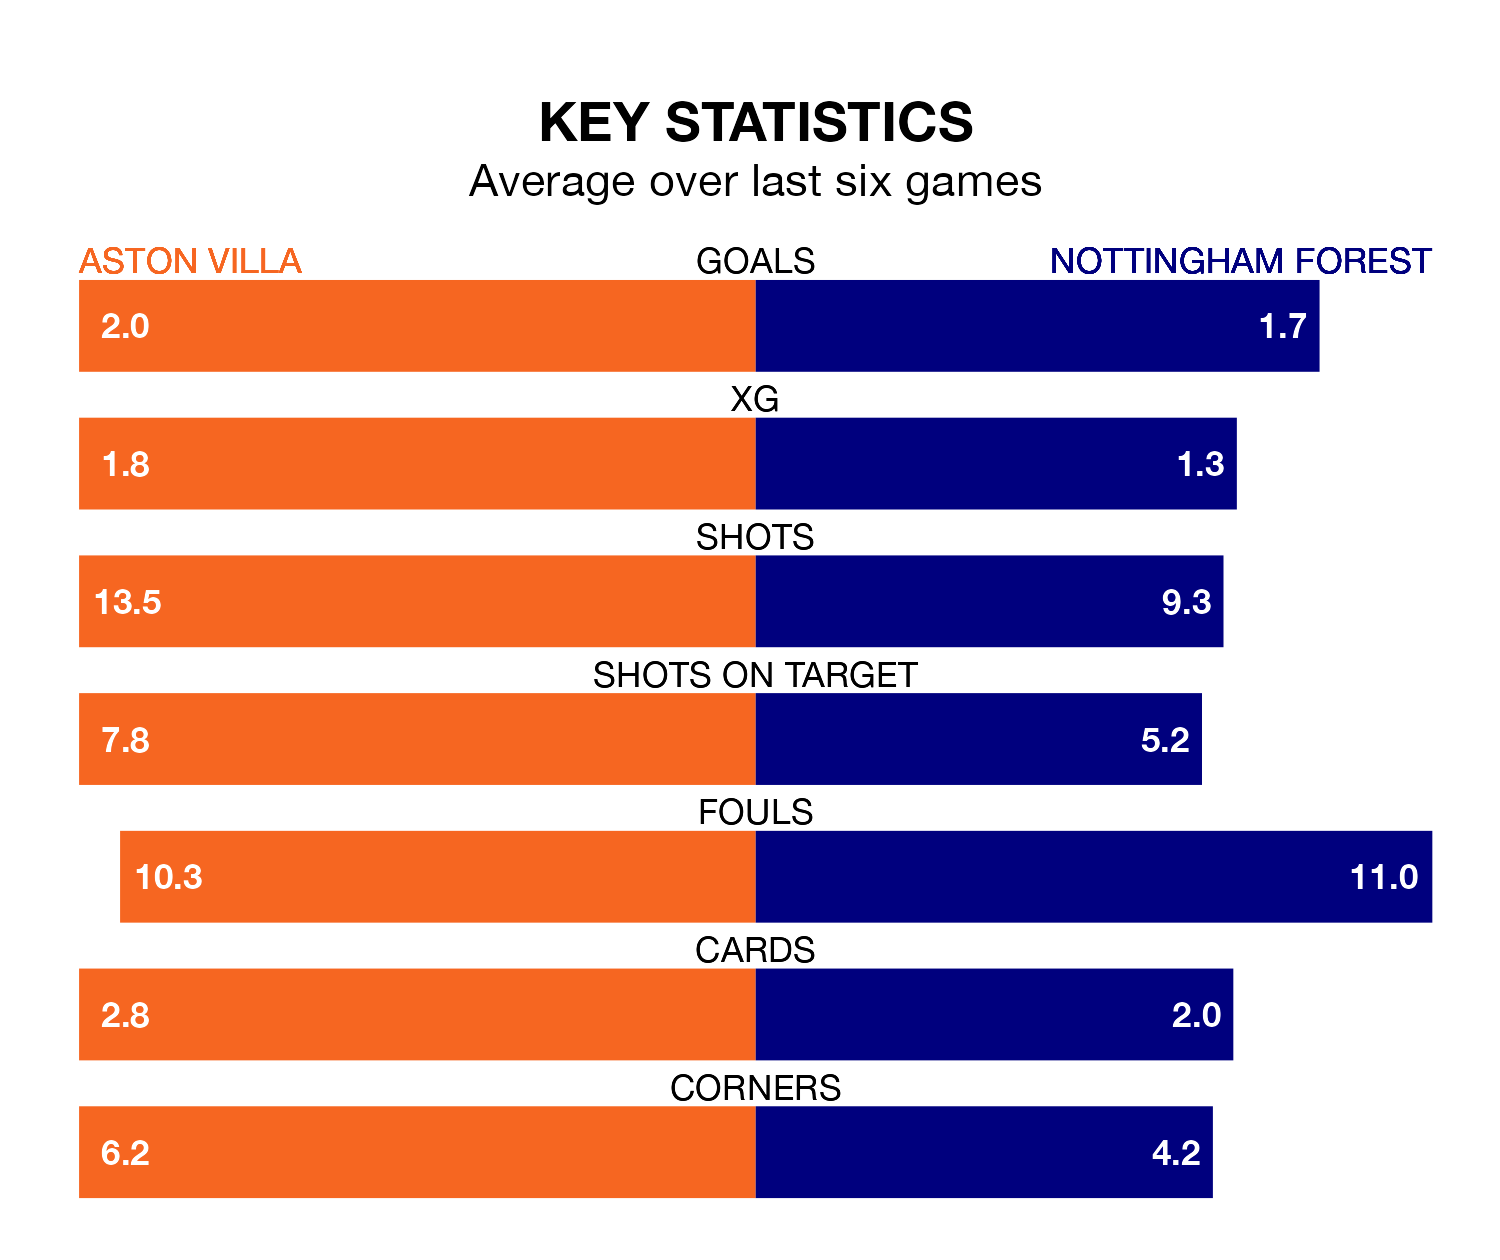 KEY STATISTICS
Average over last six games
ASTON VILLA GOALS NOTTINGHAM FOREST
2.0 1.7
XG
1.8 1.3
SHOTS
13.5 9.3
SHOTS ON TARGET
7.8 5.2
FOULS
10.3 11.0
CARDS
2.8 2.0
CORNERS
6.2 4.2